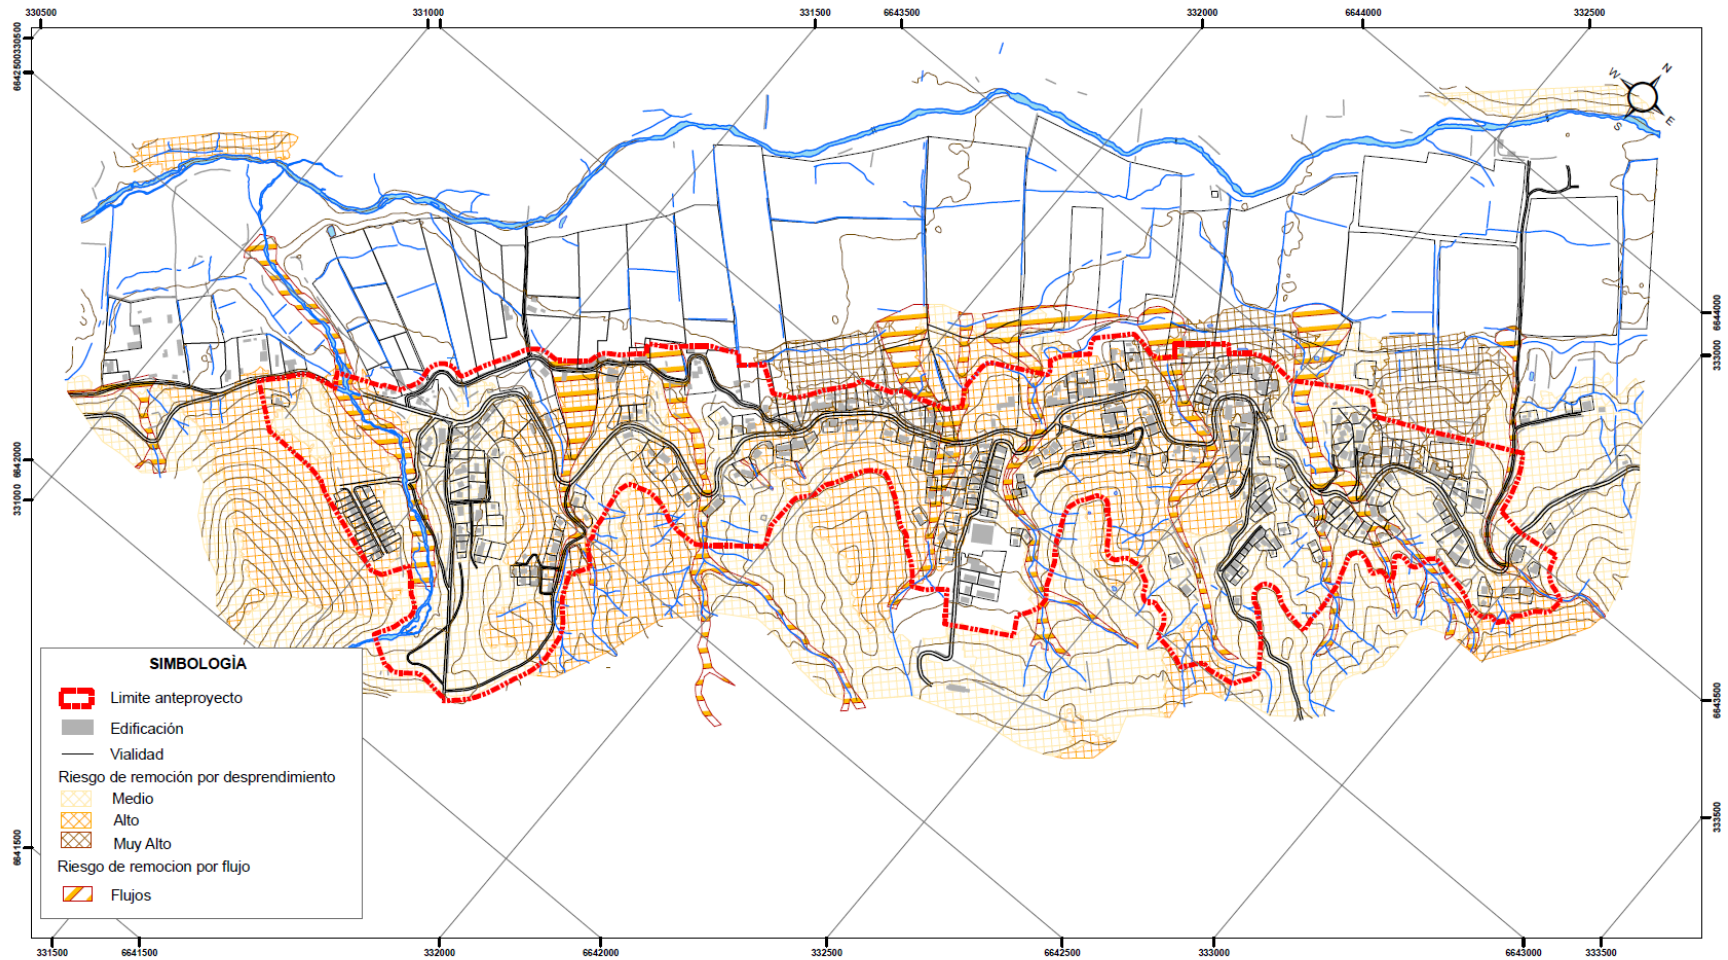 330500
331000
331500
6643500
332000
6644000
332500
330500
6642500
N
W
E
S
6644000
333000
6642000
331000
SIMBOLOGÌA
Limite anteproyecto
Edificación
Vialidad
Riesgo de remoción por desprendimiento
Medio
Alto
Muy Alto
Riesgo de remocion por flujo
Flujos
6643500
333500
6641500
331500
6641500
332000
6642000
332500
6642500
333000
6643000
333500